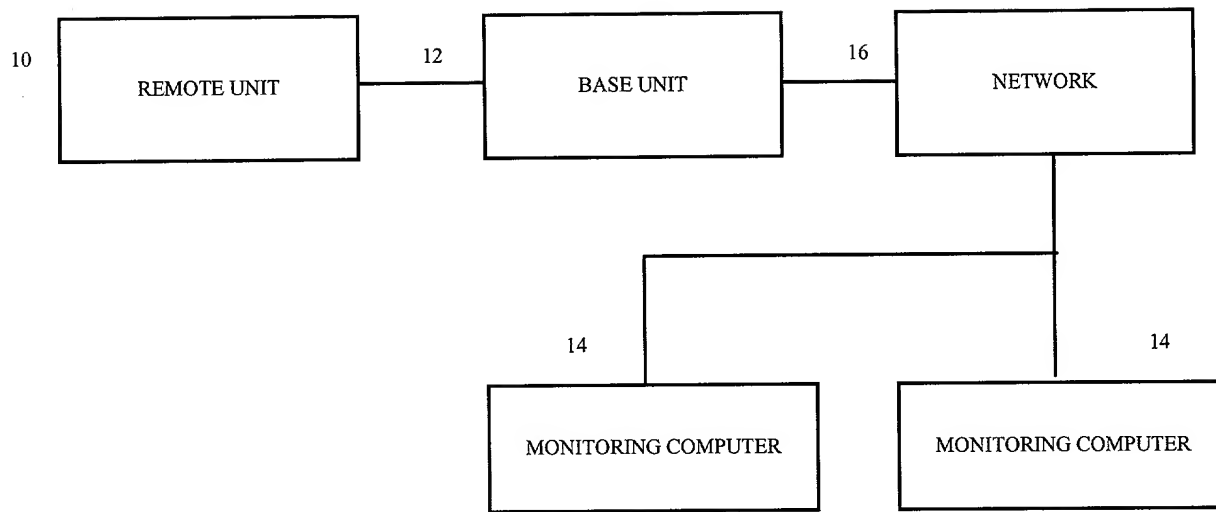 10
REMOTE UNIT
12
BASE UNIT
16
NETWORK
14
MONITORING COMPUTER
14
MONITORING COMPUTER